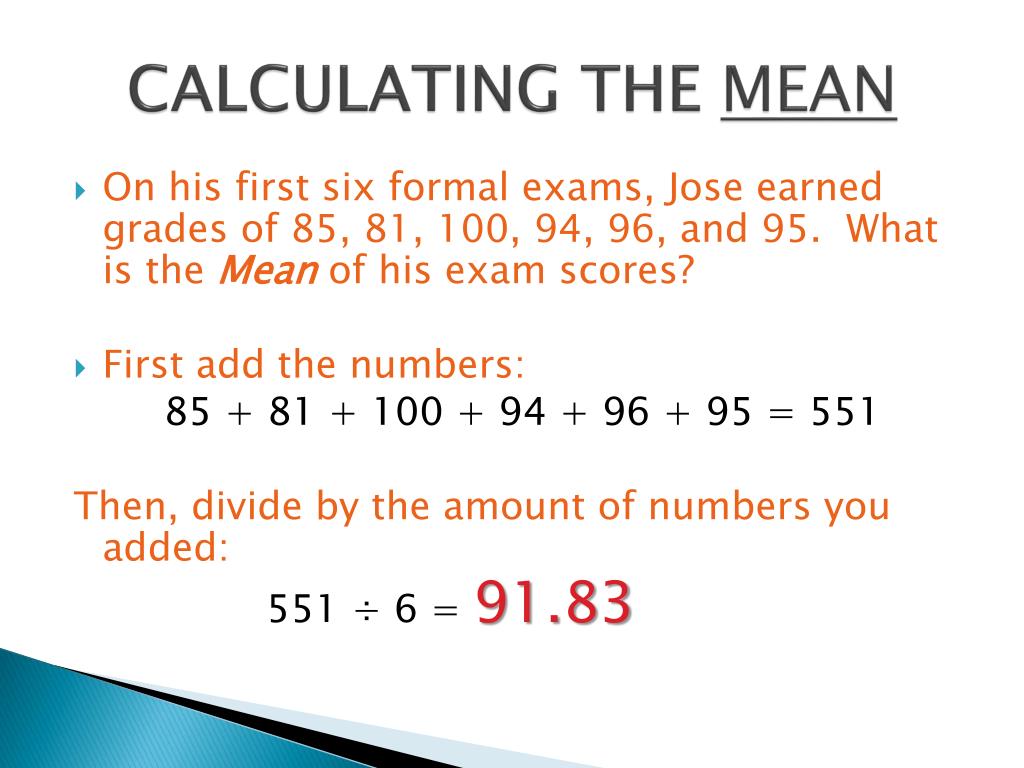 CALCULATING THE MEAN
On his first six formal exams, Jose earned
grades of 85, 81, 100, 94, 96, and 95.  What
is the Mean of his exam scores?
First add the numbers:
85 + 81 + 100 + 94 + 96 + 95 = 551
Then, divide by the amount of numbers you
added:
551 ÷ 6 = 91.83